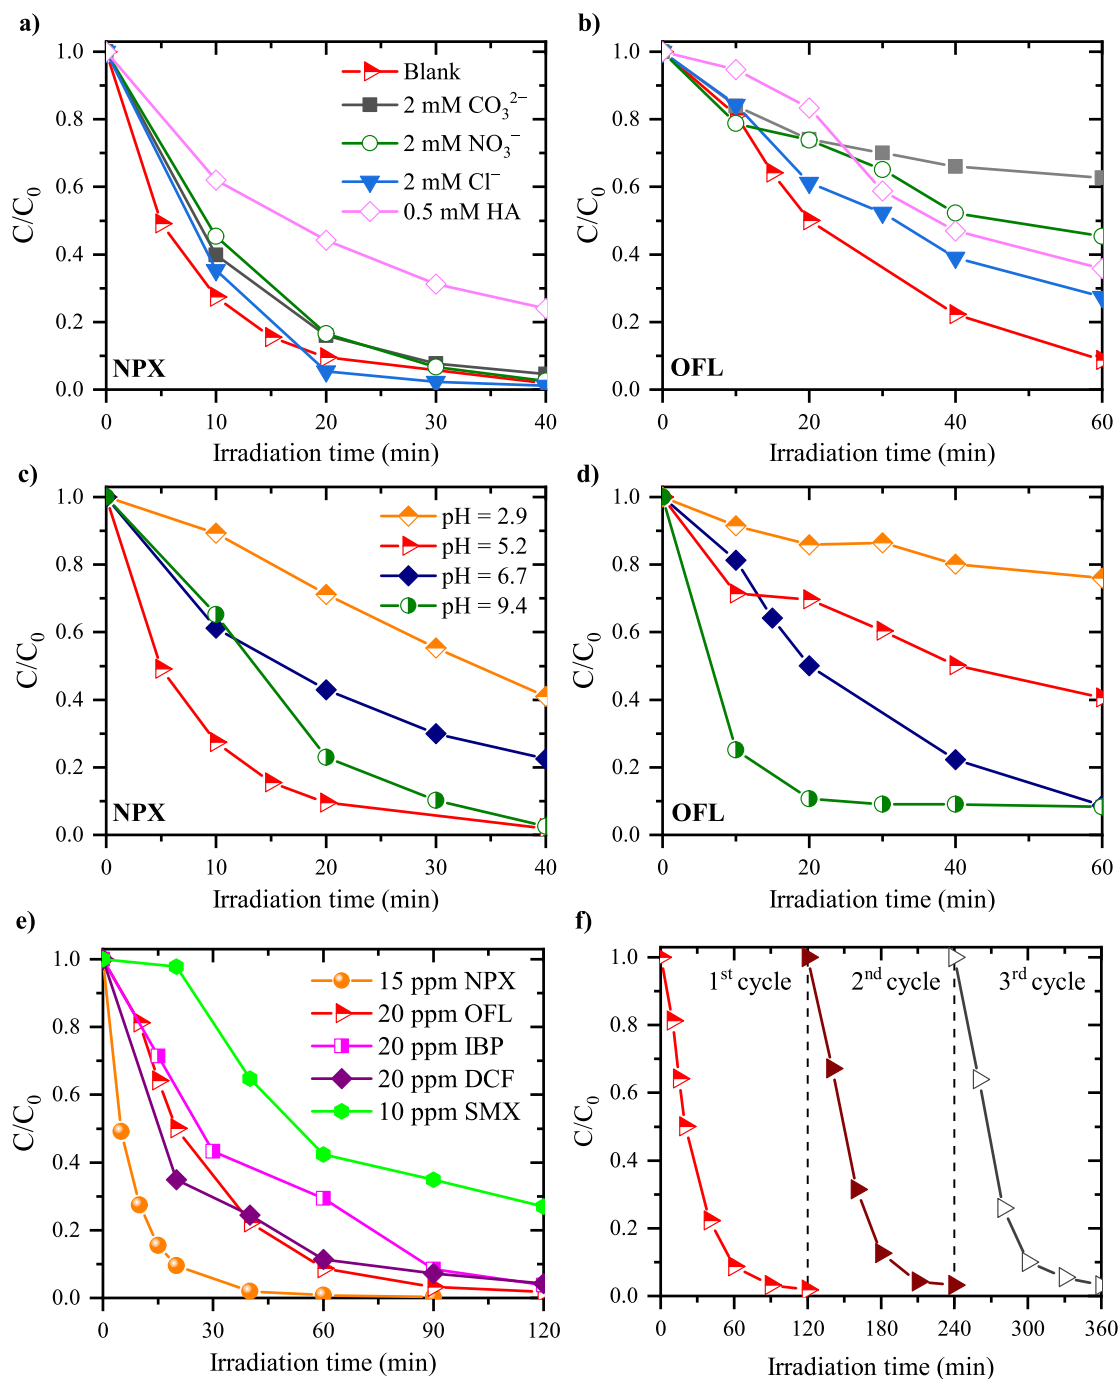 a)
1.0
0.8
0.6
0.4
0.2
0.0
C/C0
Blank
2 mM CO₃²⁻
2 mM NO₃⁻
2 mM Cl⁻
0.5 mM HA
NPX
0 10 20 30 40
Irradiation time (min)
b)
1.0
0.8
0.6
0.4
0.2
0.0
C/C0
OFL
0 10 20 30 40 50 60
Irradiation time (min)
c)
1.0
0.8
0.6
0.4
0.2
0.0
C/C0
pH = 2.9
pH = 5.2
pH = 6.7
pH = 9.4
NPX
0 10 20 30 40
Irradiation time (min)
d)
1.0
0.8
0.6
0.4
0.2
0.0
C/C0
OFL
0 20 40 60
Irradiation time (min)
e)
1.0
0.8
0.6
0.4
0.2
0.0
C/C0
15 ppm NPX
20 ppm OFL
20 ppm IBP
20 ppm DCF
10 ppm SMX
0 30 60 90 120
Irradiation time (min)
f)
1.0
0.8
0.6
0.4
0.2
0.0
C/C0
1st cycle
2nd cycle
3rd cycle
0 60 120 180 240 300 360
Irradiation time (min)